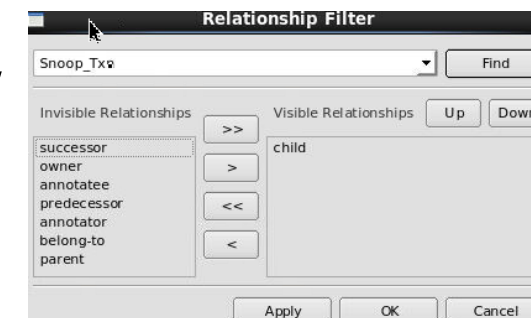 Relationship Filter
Snoop_Tx
Find
Invisible Relationships
Visible Relationships
Up
Down
>>
>
<<
<
successor
owner
annotatee
predecessor
annotator
belong-to
parent
child
Apply
OK
Cancel